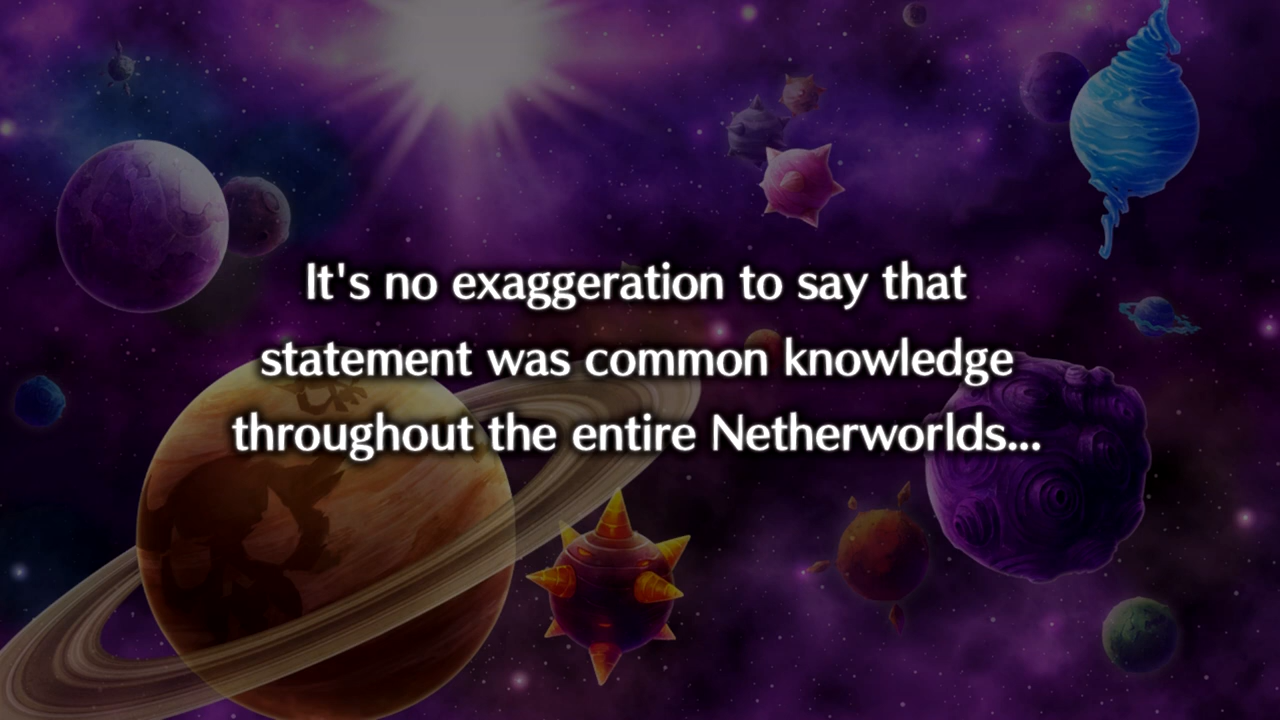 It's no exaggeration to say that
statement was common knowledge
throughout the entire Netherworlds...